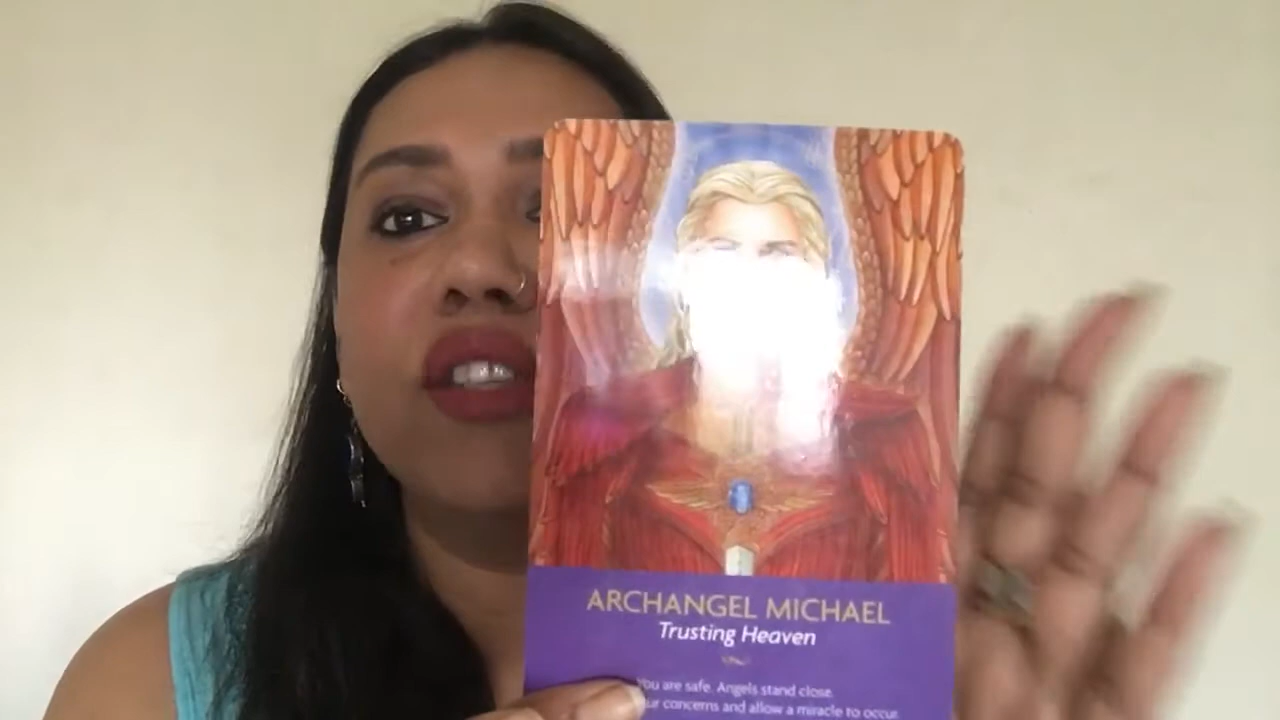 ARCHANGEL MICHAEL
Trusting Heaven
You are safe. Angels stand close.
concerns and allow a miracle to occur.